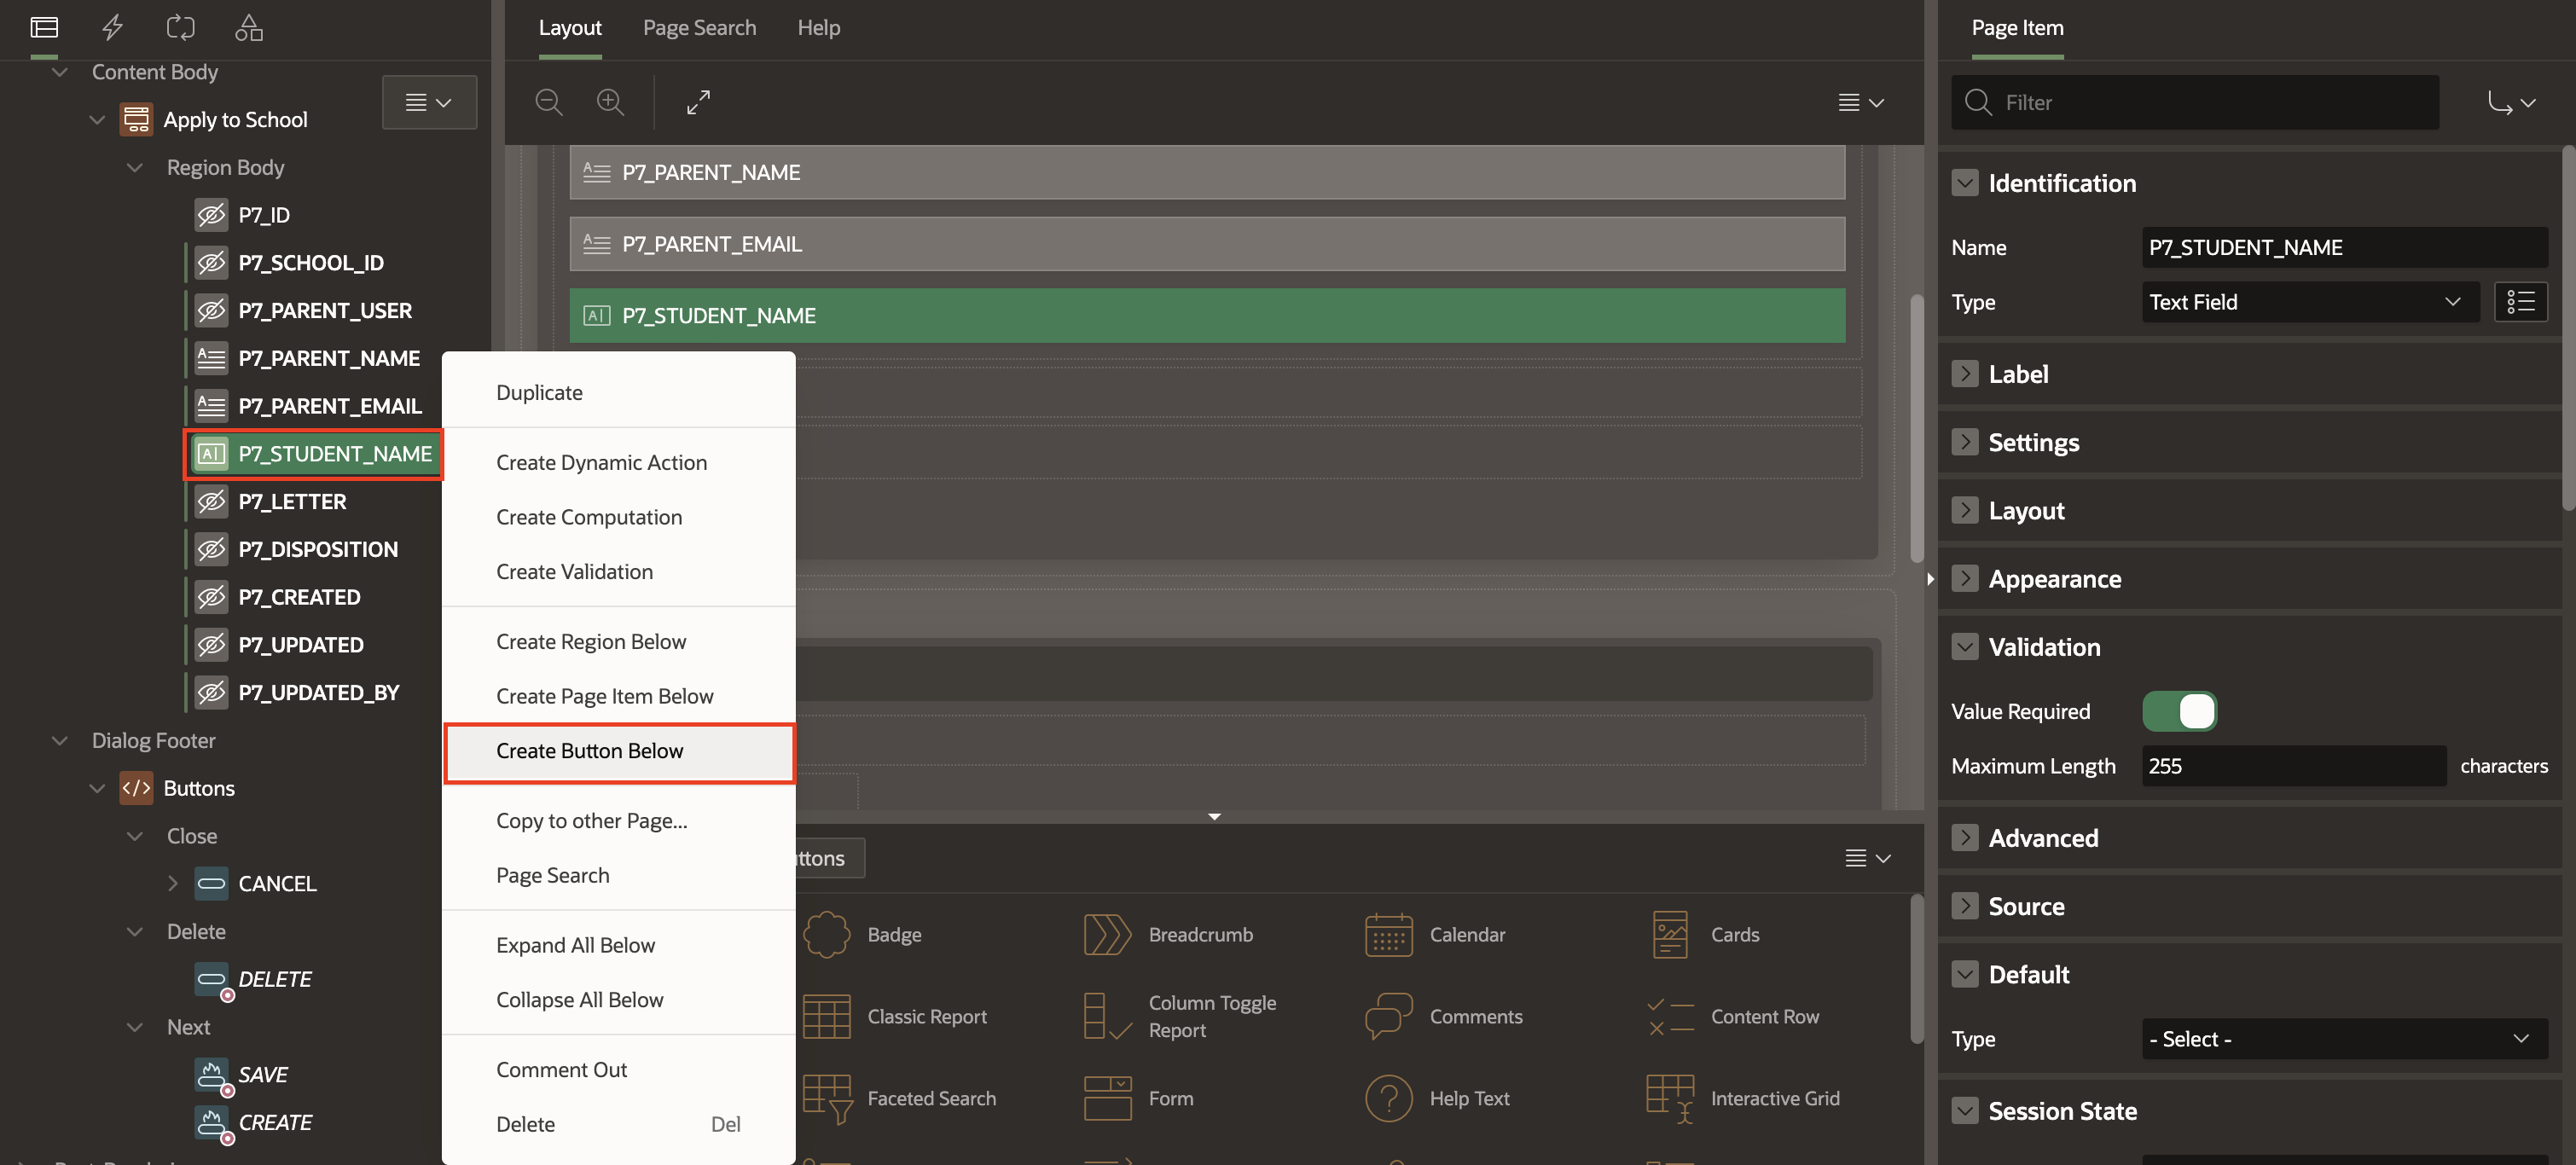 Content Body
Apply to School
Region Body
P7_ID
P7_SCHOOL_ID
P7_PARENT_USER
P7_PARENT_NAME
P7_PARENT_EMAIL
P7_STUDENT_NAME
P7_LETTER
P7_DISPOSITION
P7_CREATED
P7_UPDATED
P7_UPDATED_BY
Dialog Footer
Buttons
Close
CANCEL
Delete
DELETE
Next
SAVE
CREATE
Duplicate
Create Dynamic Action
Create Computation
Create Validation
Create Region Below
Create Page Item Below
Create Button Below
Copy to other Page...
Page Search
Expand All Below
Collapse All Below
Comment Out
Delete Del
Layout Page Search Help
P7_PARENT_NAME
P7_PARENT_EMAIL
P7_STUDENT_NAME
ttons
Badge Breadcrumb Calendar Cards
Classic Report Column Toggle Report Comments Content Row
Faceted Search Form Help Text Interactive Grid
Page Item
Filter
Identification
Name P7_STUDENT_NAME
Type Text Field
Label
Settings
Layout
Appearance
Validation
Value Required
Maximum Length 255 characters
Advanced
Source
Default
Type - Select -
Session State